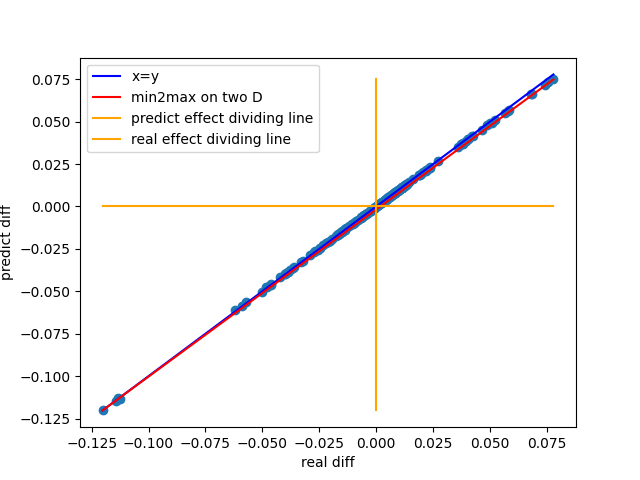 x=y
min2max on two D
predict effect dividing line
real effect dividing line
0.075
0.050
0.025
0.000
−0.025
−0.050
−0.075
−0.100
−0.125
predict diff
−0.125 −0.100 −0.075 −0.050 −0.025 0.000 0.025 0.050 0.075
real diff